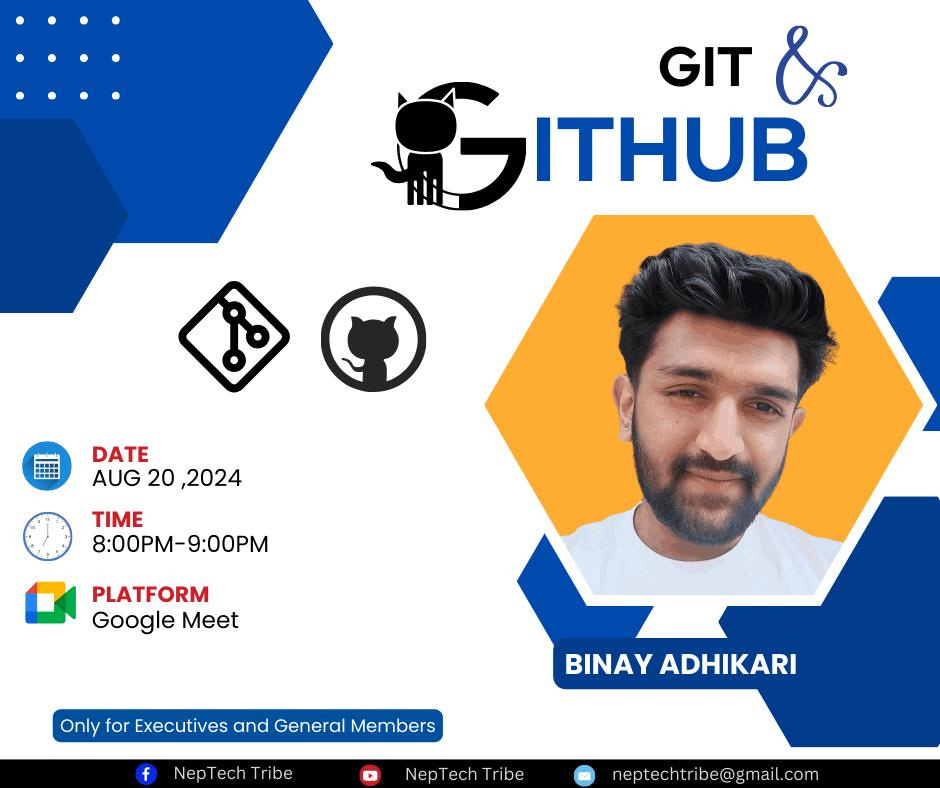 GIT &
GITHUB
DATE
AUG 20 ,2024
TIME
8:00PM-9:00PM
PLATFORM
Google Meet
BINAY ADHIKARI
Only for Executives and General Members
NepTech Tribe NepTech Tribe neptechtribe@gmail.com